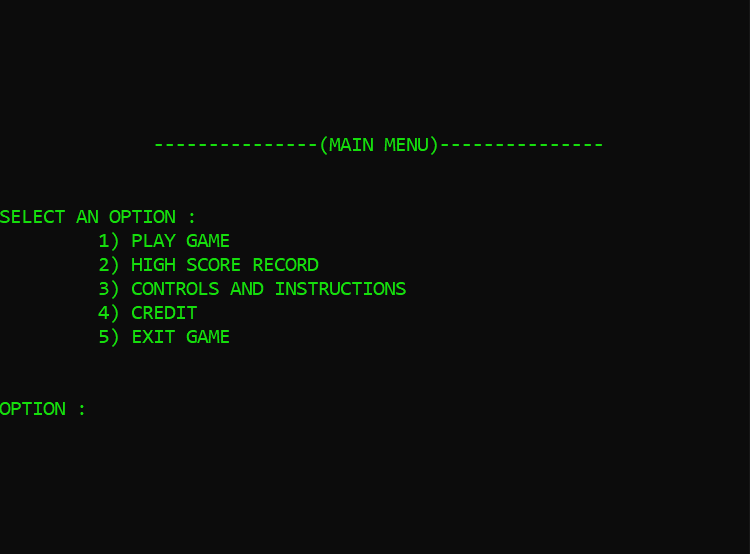 ---------------(MAIN MENU)---------------
SELECT AN OPTION :
1) PLAY GAME
2) HIGH SCORE RECORD
3) CONTROLS AND INSTRUCTIONS
4) CREDIT
5) EXIT GAME
OPTION :